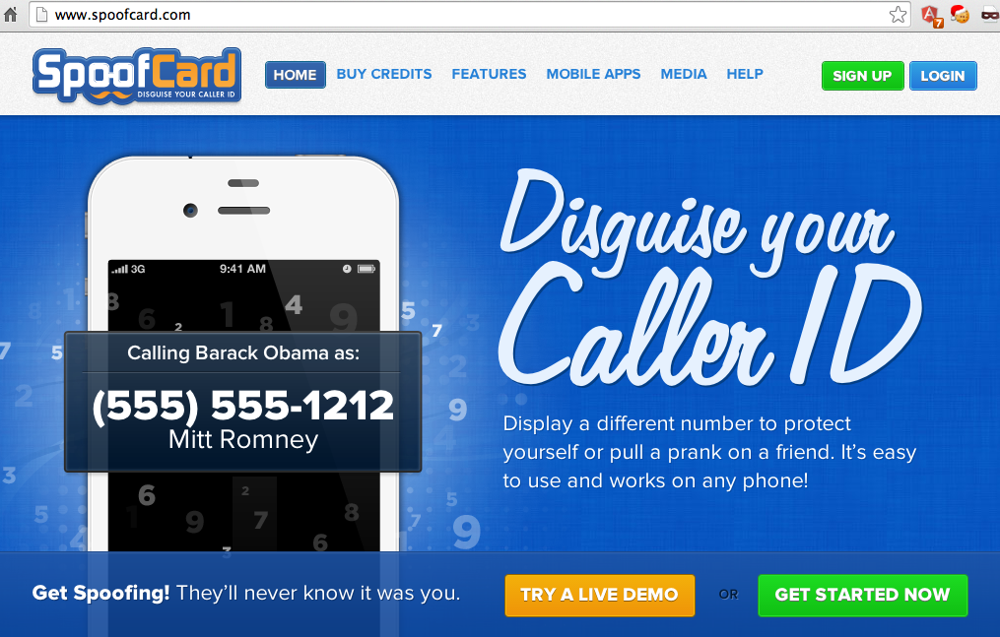 www.spoofcard.com
7
SpoofCard
DISGUISE YOUR CALLER ID
HOME BUY CREDITS FEATURES MOBILE APPS MEDIA HELP SIGN UP LOGIN
3G 9:41 AM
Calling Barack Obama as:
(555) 555-1212
Mitt Romney
Disguise your
Caller ID
Display a different number to protect
yourself or pull a prank on a friend. It's easy
to use and works on any phone!
Get Spoofing! They'll never know it was you.
TRY A LIVE DEMO OR GET STARTED NOW